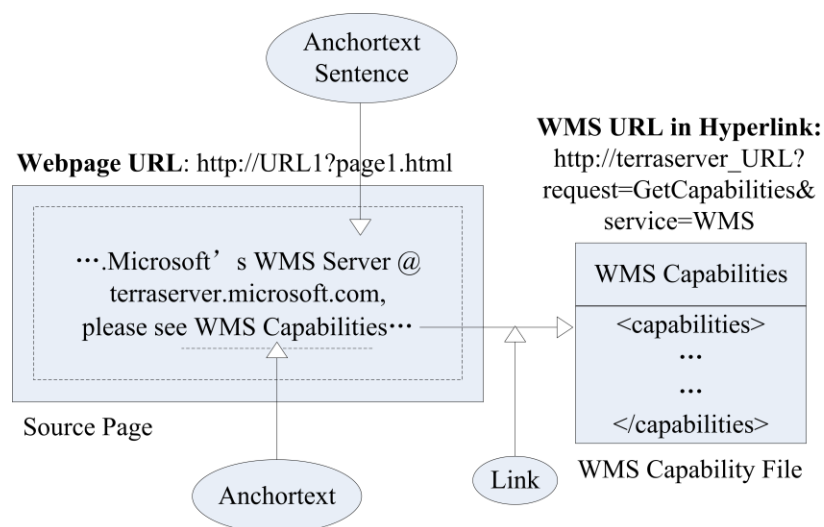 Anchortext
Sentence
WMS URL in Hyperlink:
http://terraserver_URL?
request=GetCapabilities&
service=WMS
Webpage URL: http://URL1?page1.html
….Microsoft’ s WMS Server @
terraserver.microsoft.com,
please see WMS Capabilities…
WMS Capabilities
<capabilities>
…
…
</capabilities>
Source Page
WMS Capability File
Anchortext
Link